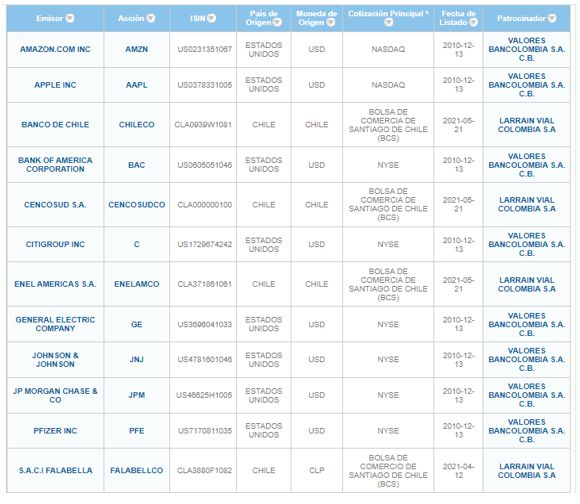 Emisor Acción ISIN País de Origen Moneda de Origen Cotización Principal * Fecha de Listado Patrocinador
AMAZON.COM INC AMZN US0231351067 ESTADOS UNIDOS USD NASDAQ 2010-12-13 VALORES BANCOLOMBIA S.A. C.B.
APPLE INC AAPL US0378331005 ESTADOS UNIDOS USD NASDAQ 2010-12-13 VALORES BANCOLOMBIA S.A. C.B.
BANCO DE CHILE CHILECO CLA0939W1081 CHILE CHILE BOLSA DE COMERCIA DE SANTIAGO DE CHILE (BCS) 2021-05-21 LARRAIN VIAL COLOMBIA S.A
BANK OF AMERICA CORPORATION BAC US0605051046 ESTADOS UNIDOS USD NYSE 2010-12-13 VALORES BANCOLOMBIA S.A. C.B.
CENCOSUD S.A. CENCOSUDCO CLA000000100 CHILE CHILE BOLSA DE COMERCIA DE SANTIAGO DE CHILE (BCS) 2021-05-21 LARRAIN VIAL COLOMBIA S.A
CITIGROUP INC C US1729674242 ESTADOS UNIDOS USD NYSE 2010-12-13 VALORES BANCOLOMBIA S.A. C.B.
ENEL AMERICAS S.A. ENELAMCO CLA371861061 CHILE CHILE BOLSA DE COMERCIA DE SANTIAGO DE CHILE (BCS) 2021-05-21 LARRAIN VIAL COLOMBIA S.A
GENERAL ELECTRIC COMPANY GE US3696041033 ESTADOS UNIDOS USD NYSE 2010-12-13 VALORES BANCOLOMBIA S.A. C.B.
JOHNSON & JOHNSON JNJ US4781601046 ESTADOS UNIDOS USD NYSE 2010-12-13 VALORES BANCOLOMBIA S.A. C.B.
JP MORGAN CHASE & CO JPM US46625H1005 ESTADOS UNIDOS USD NYSE 2010-12-13 VALORES BANCOLOMBIA S.A. C.B.
PFIZER INC PFE US7170811035 ESTADOS UNIDOS USD NYSE 2010-12-13 VALORES BANCOLOMBIA S.A. C.B.
S.A.C.I FALABELLA FALABELLCO CLA3880F1082 CHILE CLP BOLSA DE COMERCIO DE SANTIAGO DE CHILE (BCS) 2021-04-12 LARRAIN VIAL COLOMBIA S.A